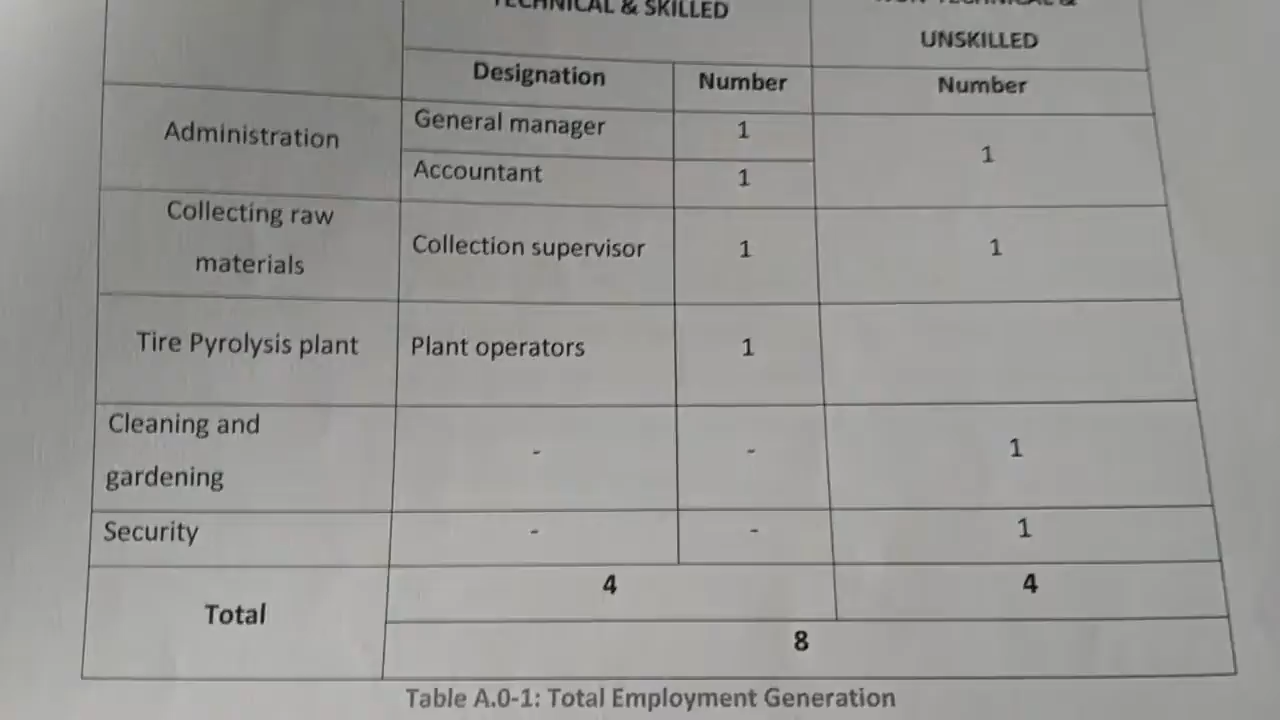 TECHNICAL & SKILLED
UNSKILLED
Designation Number Number
Administration General manager 1 1
Accountant 1
Collecting raw
materials Collection supervisor 1 1
Tire Pyrolysis plant Plant operators 1
Cleaning and
gardening - - 1
Security - - 1
Total 4 4
8
Table A.0-1: Total Employment Generation